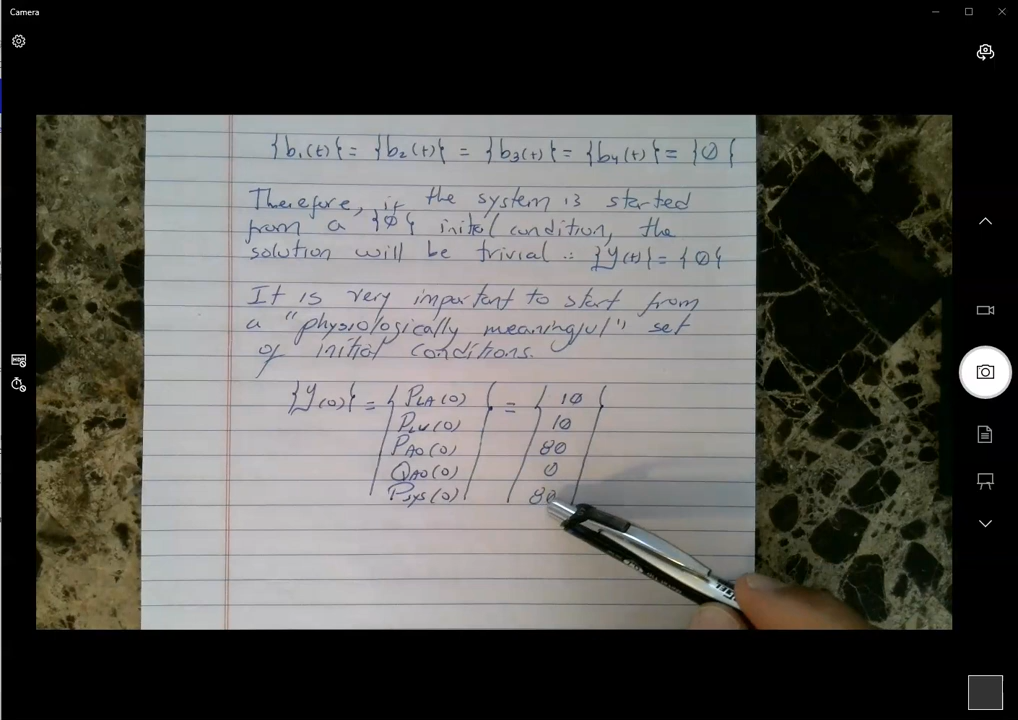 Camera
{b1(t)} = {b2(t)} = {b3(t)} = {b4(t)} = {0}
Therefore, if the system is started
from a {0} initial condition, the
solution will be trivial ∴ {Y(t)} = {0}
It is very important to start from
a "physiologically meaningful" set
of initial conditions.
{Y(0)} = { PLA(0) } = { 10 }
PLV(0) 10
PAO(0) 80
QAO(0) 0
PSYS(0) 80